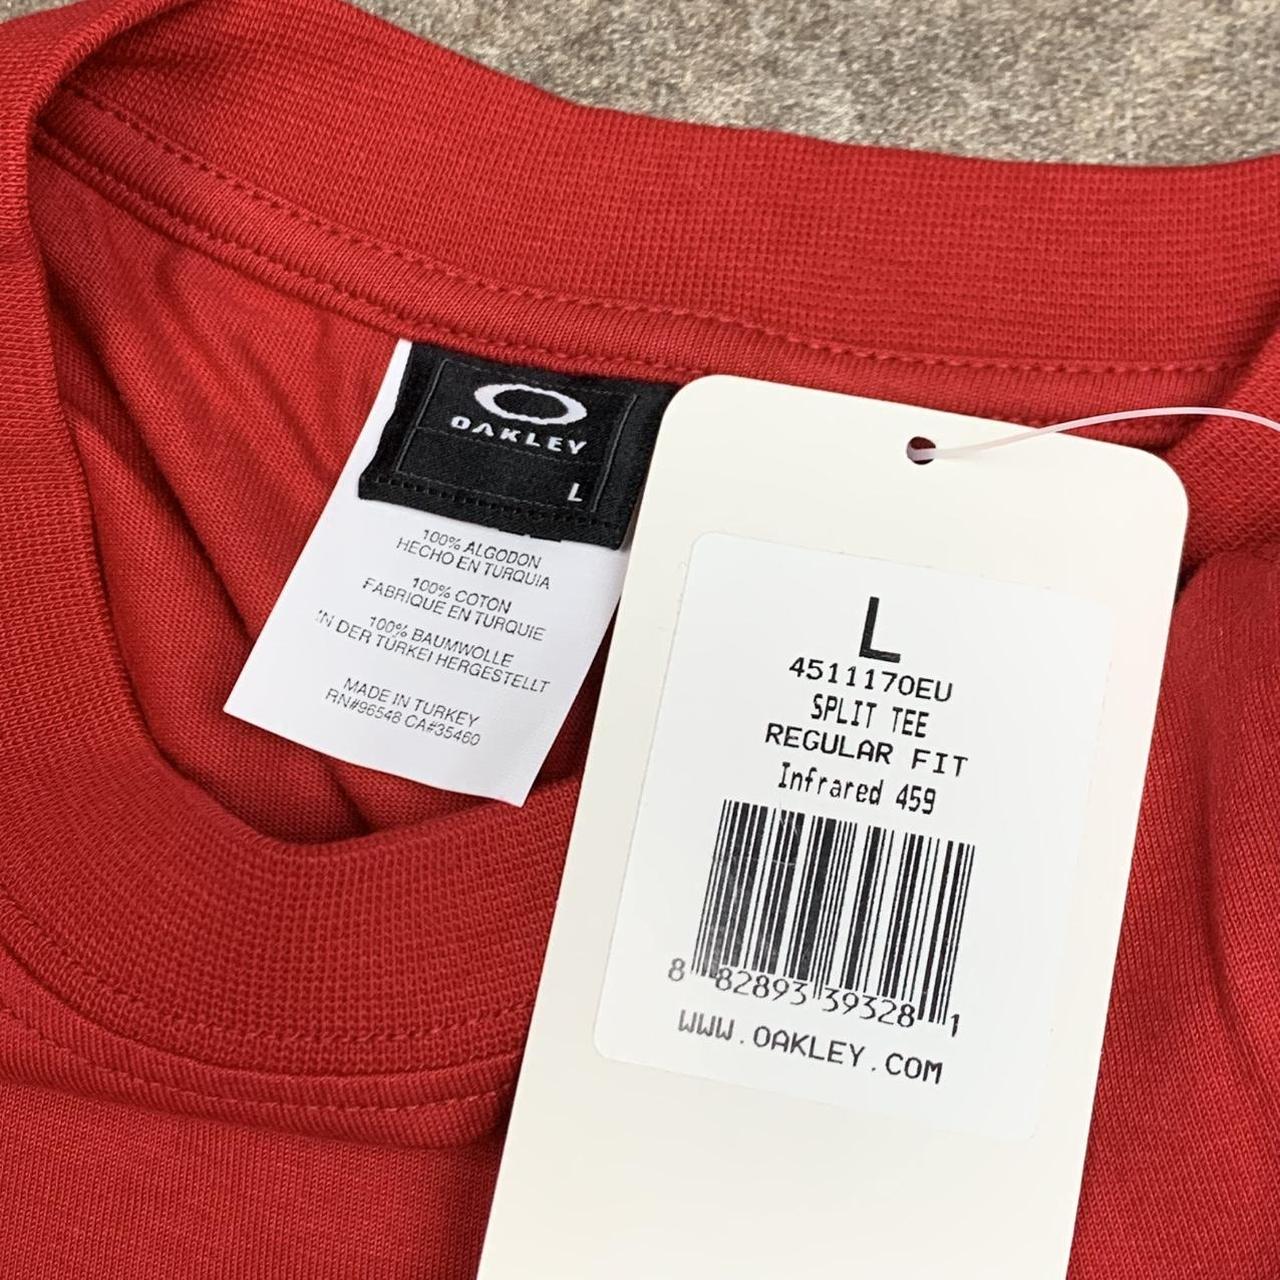 OAKLEY
L
100% ALGODON
HECHO EN TURQUIA
100% COTON
FABRIQUE EN TURQUIE
100% BAUMWOLLE
IN DER TÜRKEI HERGESTELLT
MADE IN TURKEY
RN#96548 CA#35460
L
4511170EU
SPLIT TEE
REGULAR FIT
Infrared 459
8 82893 39328 1
WWW.OAKLEY.COM